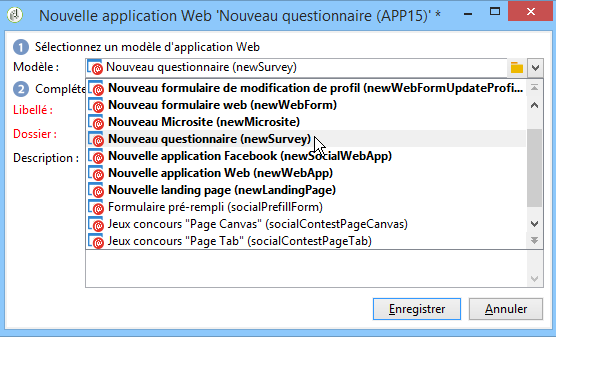 Nouvelle application Web 'Nouveau questionnaire (APP15)' *
1 Sélectionnez un modèle d'application Web
Modèle : Nouveau questionnaire (newSurvey)
2 Compléte
Nouveau formulaire de modification de profil (newWebFormUpdateProfi...
Libellé :
Nouveau formulaire web (newWebForm)
Nouveau Microsite (newMicrosite)
Dossier :
Nouveau questionnaire (newSurvey)
Description :
Nouvelle application Facebook (newSocialWebApp)
Nouvelle application Web (newWebApp)
Nouvelle landing page (newLandingPage)
Formulaire pré-rempli (socialPrefillForm)
Jeux concours "Page Canvas" (socialContestPageCanvas)
Jeux concours "Page Tab" (socialContestPageTab)
Enregistrer Annuler